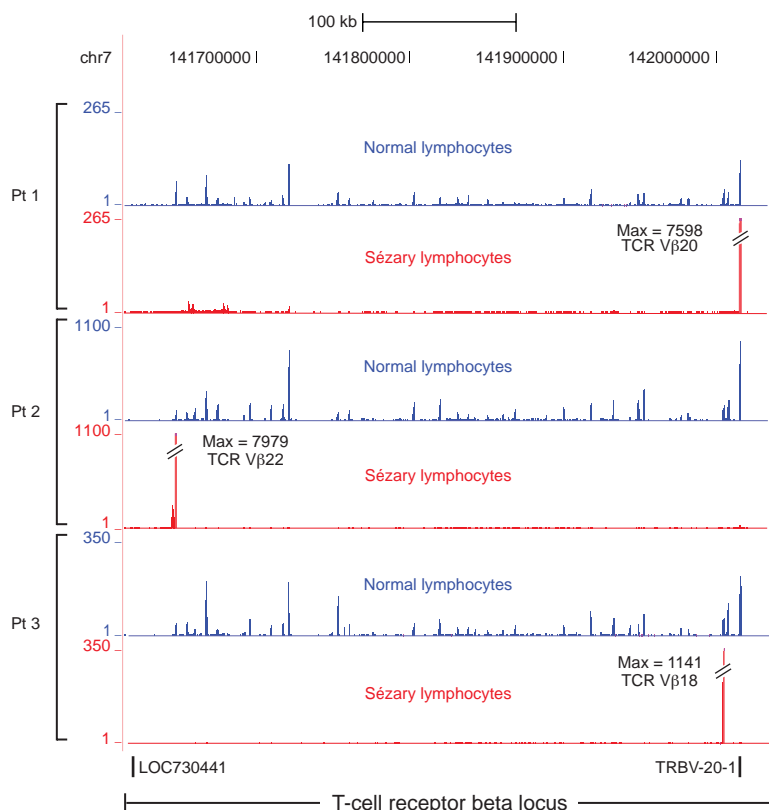 100 kb
chr7 141700000 141800000 141900000 142000000
Pt 1
265
Normal lymphocytes
1
265
Max = 7598
TCR Vβ20
Sézary lymphocytes
1
Pt 2
1100
Normal lymphocytes
1
1100
Max = 7979
TCR Vβ22
Sézary lymphocytes
1
Pt 3
350
Normal lymphocytes
1
350
Max = 1141
TCR Vβ18
Sézary lymphocytes
1
LOC730441 TRBV-20-1
T-cell receptor beta locus